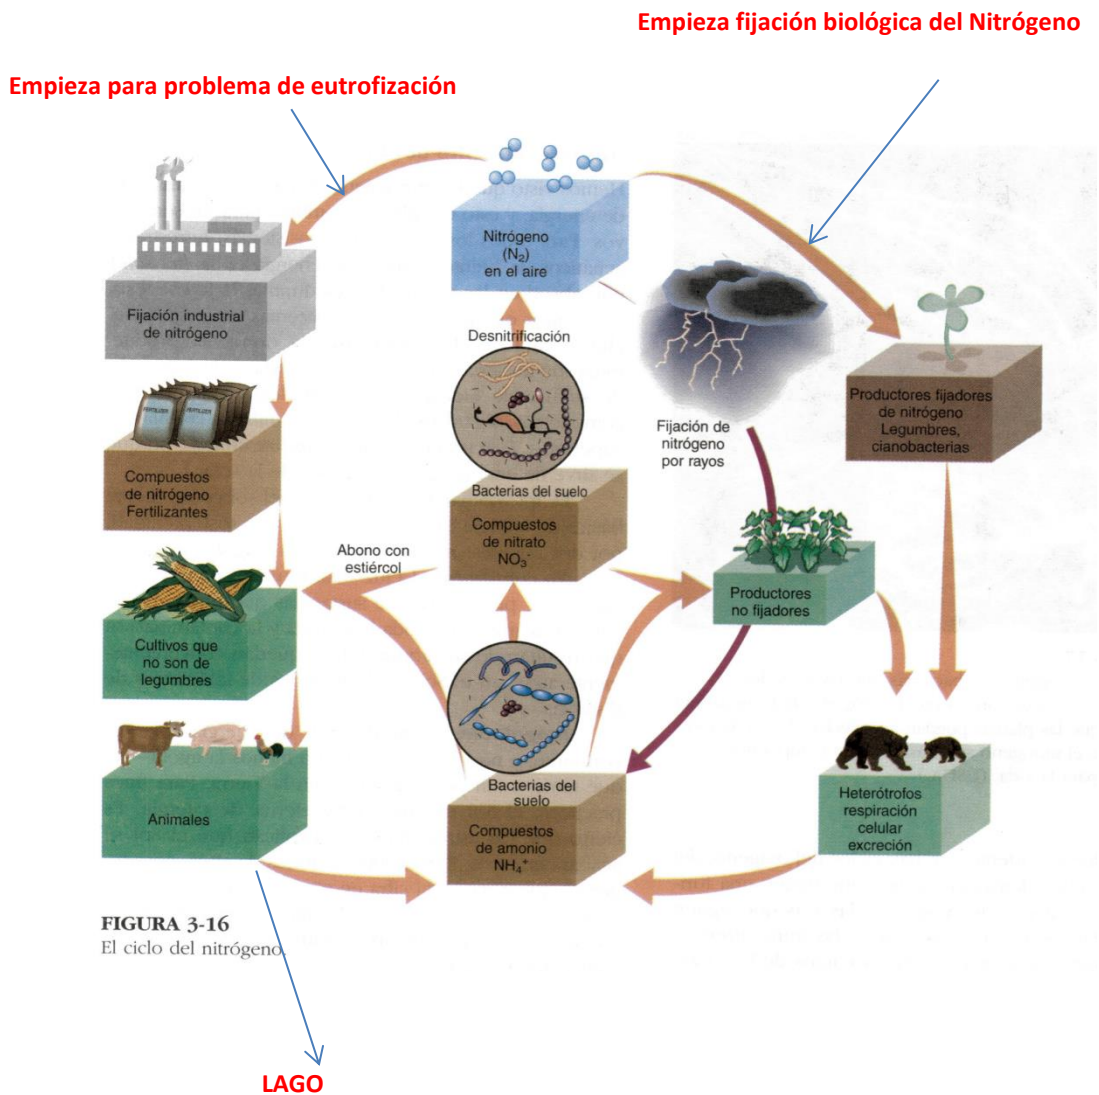 Empieza fijación biológica del Nitrógeno
Empieza para problema de eutrofización
Nitrógeno
(N₂)
en el aire
Fijación industrial
de nitrógeno
Desnitrificación
Productores fijadores
de nitrógeno
Legumbres,
cianobacterias
Fijación de
nitrógeno
por rayos
FERTILIZER
FERTILIZER
Compuestos
de nitrógeno
Fertilizantes
Bacterias del suelo
Compuestos
de nitrato
NO₃⁻
Abono con
estiércol
Productores
no fijadores
Cultivos que
no son de
legumbres
Bacterias del
suelo
Heterótrofos
respiración
celular
excreción
Animales
Compuestos
de amonio
NH₄⁺
FIGURA 3-16
El ciclo del nitrógeno.
LAGO